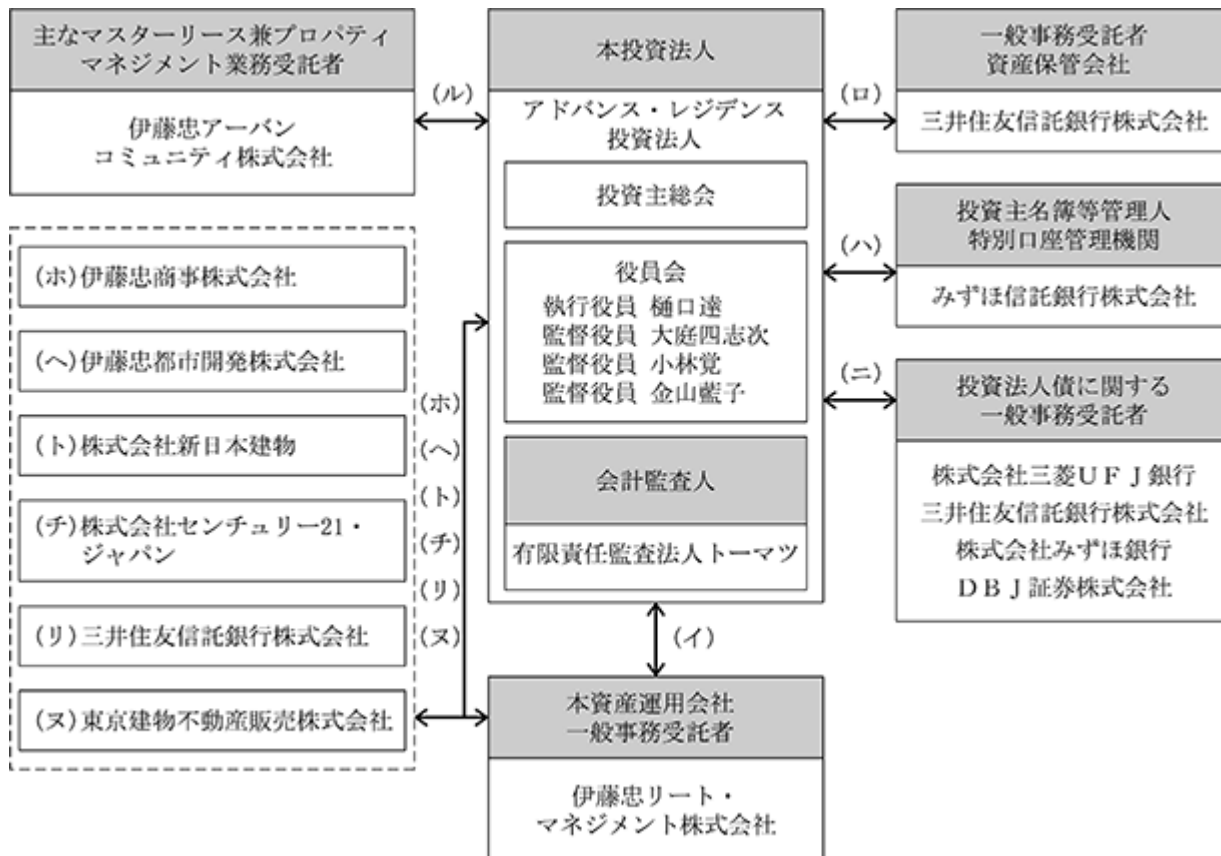 主なマスターリース兼プロパティ
マネジメント業務受託者
伊藤忠アーバン
コミュニティ株式会社
(ル)
本投資法人
アドバンス・レジデンス
投資法人
投資主総会
役員会
執行役員 樋口達
監督役員 大庭四志次
監督役員 小林覚
監督役員 金山藍子
会計監査人
有限責任監査法人トーマツ
(ロ)
一般事務受託者
資産保管会社
三井住友信託銀行株式会社
(ハ)
投資主名簿等管理人
特別口座管理機関
みずほ信託銀行株式会社
(ニ)
投資法人債に関する
一般事務受託者
株式会社三菱ＵＦＪ銀行
三井住友信託銀行株式会社
株式会社みずほ銀行
ＤＢＪ証券株式会社
(ホ)伊藤忠商事株式会社
(ヘ)伊藤忠都市開発株式会社
(ト)株式会社新日本建物
(チ)株式会社センチュリー21・
ジャパン
(リ)三井住友信託銀行株式会社
(ヌ)東京建物不動産販売株式会社
(ホ)
(ヘ)
(ト)
(チ)
(リ)
(ヌ)
(イ)
本資産運用会社
一般事務受託者
伊藤忠リート・
マネジメント株式会社